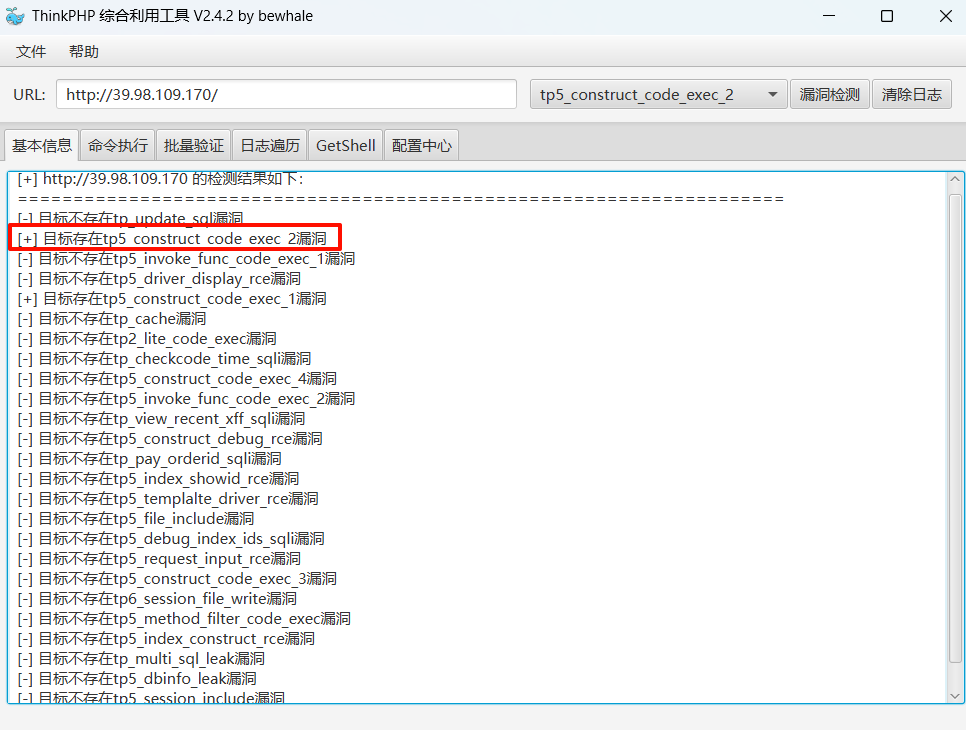 ThinkPHP 综合利用工具 V2.4.2 by bewhale
文件 帮助
URL: http://39.98.109.170/ tp5_construct_code_exec_2 漏洞检测 清除日志
基本信息 命令执行 批量验证 日志遍历 GetShell 配置中心
[+] http://39.98.109.170 的检测结果如下:
======================================================================
[-] 目标不存在tp_update_sql漏洞
[+] 目标存在tp5_construct_code_exec_2漏洞
[-] 目标不存在tp5_invoke_func_code_exec_1漏洞
[-] 目标不存在tp5_driver_display_rce漏洞
[+] 目标存在tp5_construct_code_exec_1漏洞
[-] 目标不存在tp_cache漏洞
[-] 目标不存在tp2_lite_code_exec漏洞
[-] 目标不存在tp_checkcode_time_sqli漏洞
[-] 目标不存在tp5_construct_code_exec_4漏洞
[-] 目标不存在tp5_invoke_func_code_exec_2漏洞
[-] 目标不存在tp_view_recent_xff_sqli漏洞
[-] 目标不存在tp5_construct_debug_rce漏洞
[-] 目标不存在tp_pay_orderid_sqli漏洞
[-] 目标不存在tp5_index_showid_rce漏洞
[-] 目标不存在tp5_templalte_driver_rce漏洞
[-] 目标不存在tp5_file_include漏洞
[-] 目标不存在tp5_debug_index_ids_sqli漏洞
[-] 目标不存在tp5_request_input_rce漏洞
[-] 目标不存在tp5_construct_code_exec_3漏洞
[-] 目标不存在tp6_session_file_write漏洞
[-] 目标不存在tp5_method_filter_code_exec漏洞
[-] 目标不存在tp5_index_construct_rce漏洞
[-] 目标不存在tp_multi_sql_leak漏洞
[-] 目标不存在tp5_dbinfo_leak漏洞
[-] 目标不存在tp5_session_include漏洞